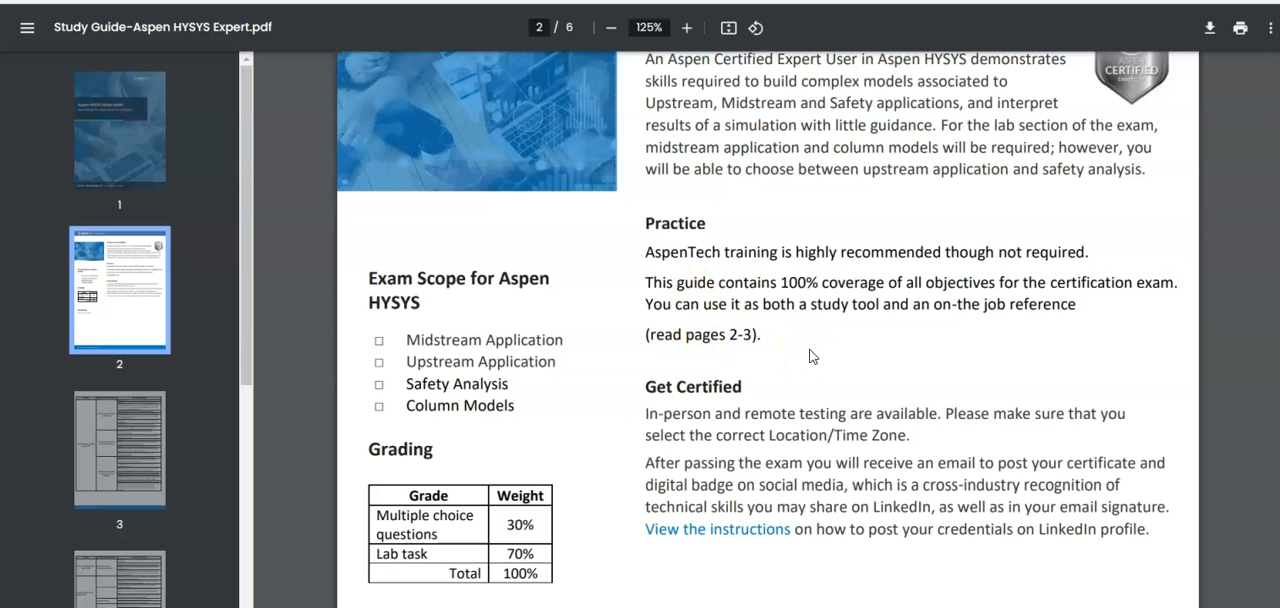 Study Guide-Aspen HYSYS Expert.pdf
2 / 6
125%
1
2
3
An Aspen Certified Expert User in Aspen HYSYS demonstrates
skills required to build complex models associated to
Upstream, Midstream and Safety applications, and interpret
results of a simulation with little guidance. For the lab section of the exam,
midstream application and column models will be required; however, you
will be able to choose between upstream application and safety analysis.
CERTIFIED
Practice
AspenTech training is highly recommended though not required.
This guide contains 100% coverage of all objectives for the certification exam.
You can use it as both a study tool and an on-the job reference
(read pages 2-3).
Exam Scope for Aspen
HYSYS
Midstream Application
Upstream Application
Safety Analysis
Column Models
Grading
Grade Weight
Multiple choice
questions 30%
Lab task 70%
Total 100%
Get Certified
In-person and remote testing are available. Please make sure that you
select the correct Location/Time Zone.
After passing the exam you will receive an email to post your certificate and
digital badge on social media, which is a cross-industry recognition of
technical skills you may share on LinkedIn, as well as in your email signature.
View the instructions on how to post your credentials on LinkedIn profile.